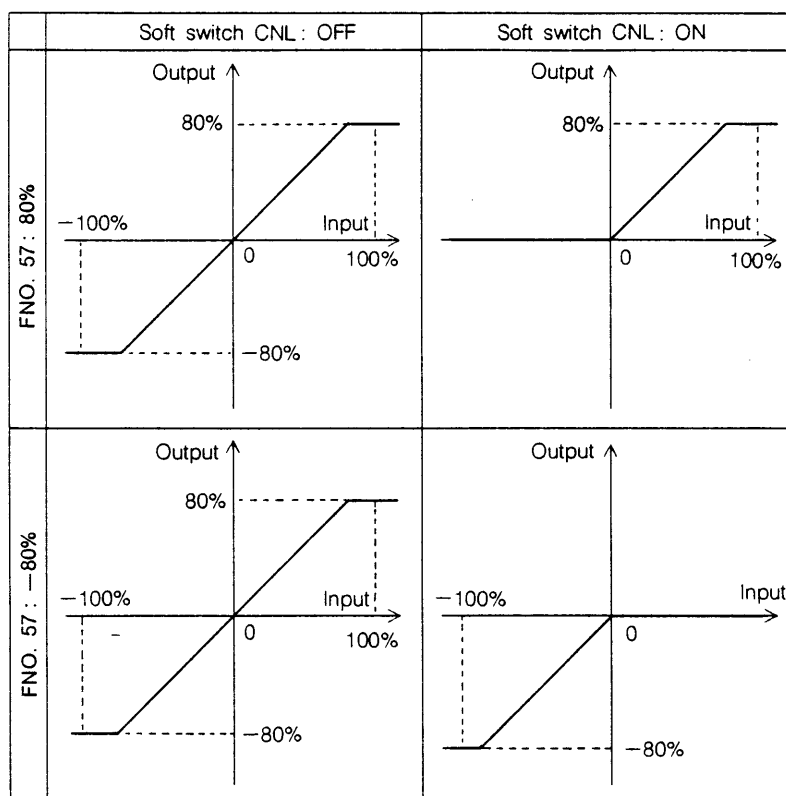 Soft switch CNL : OFF
Soft switch CNL : ON
FNO. 57 : 80%
Output
80%
−100%
Input
0
100%
−80%
Output
80%
Input
0
100%
FNO. 57 : −80%
Output
80%
−100%
Input
0
100%
−80%
Output
−100%
Input
0
−80%